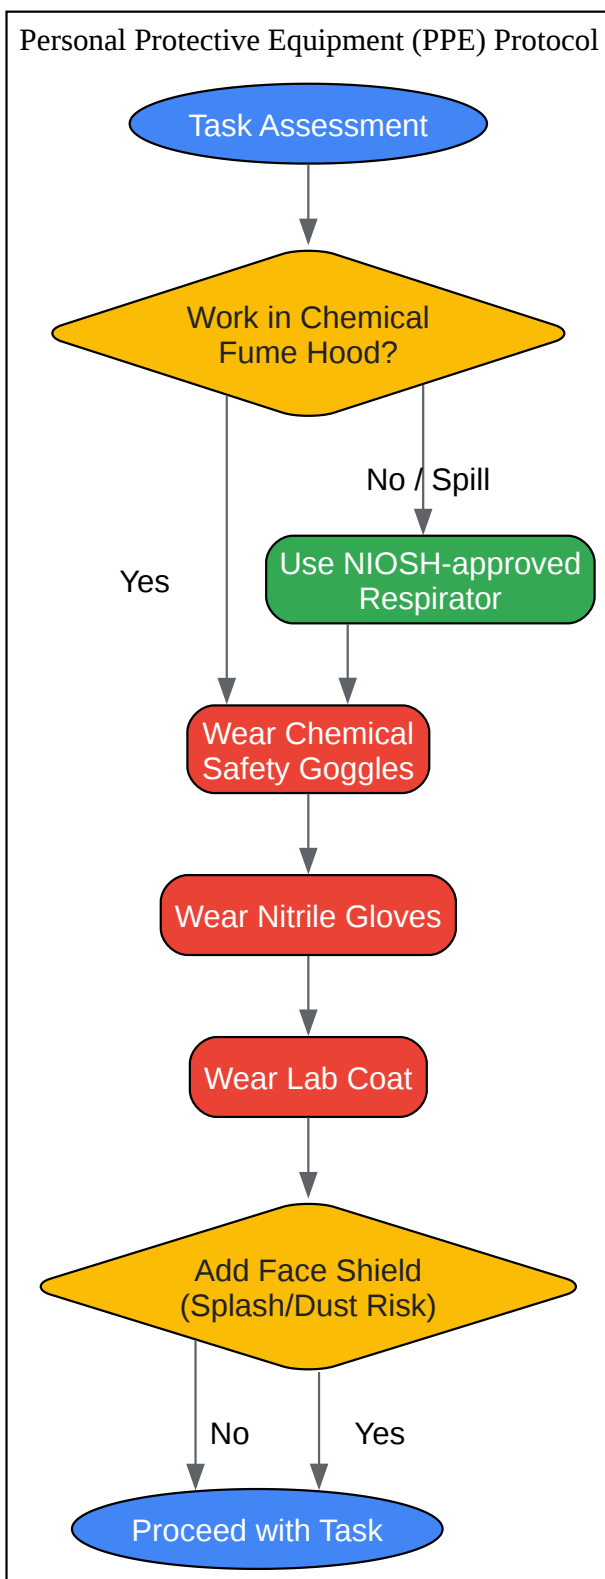 Personal Protective Equipment (PPE) Protocol
Task Assessment
Work in Chemical
Fume Hood?
No / Spill
Use NIOSH-approved
Respirator
Yes
Wear Chemical
Safety Goggles
Wear Nitrile Gloves
Wear Lab Coat
Add Face Shield
(Splash/Dust Risk)
No
Yes
Proceed with Task